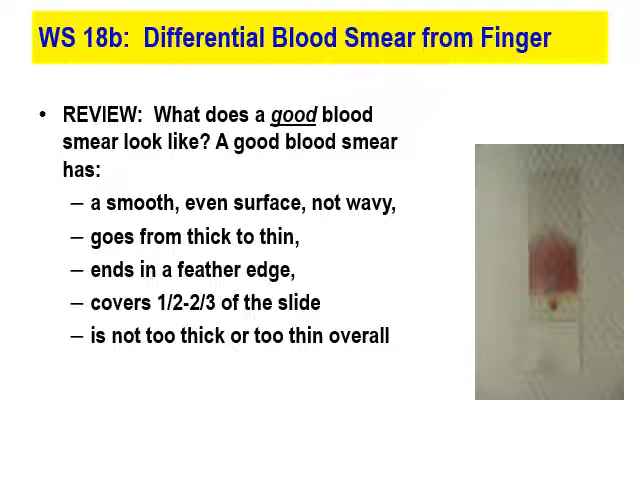 WS 18b: Differential Blood Smear from Finger
• REVIEW: What does a good blood
smear look like? A good blood smear
has:
– a smooth, even surface, not wavy,
– goes from thick to thin,
– ends in a feather edge,
– covers 1/2-2/3 of the slide
– is not too thick or too thin overall